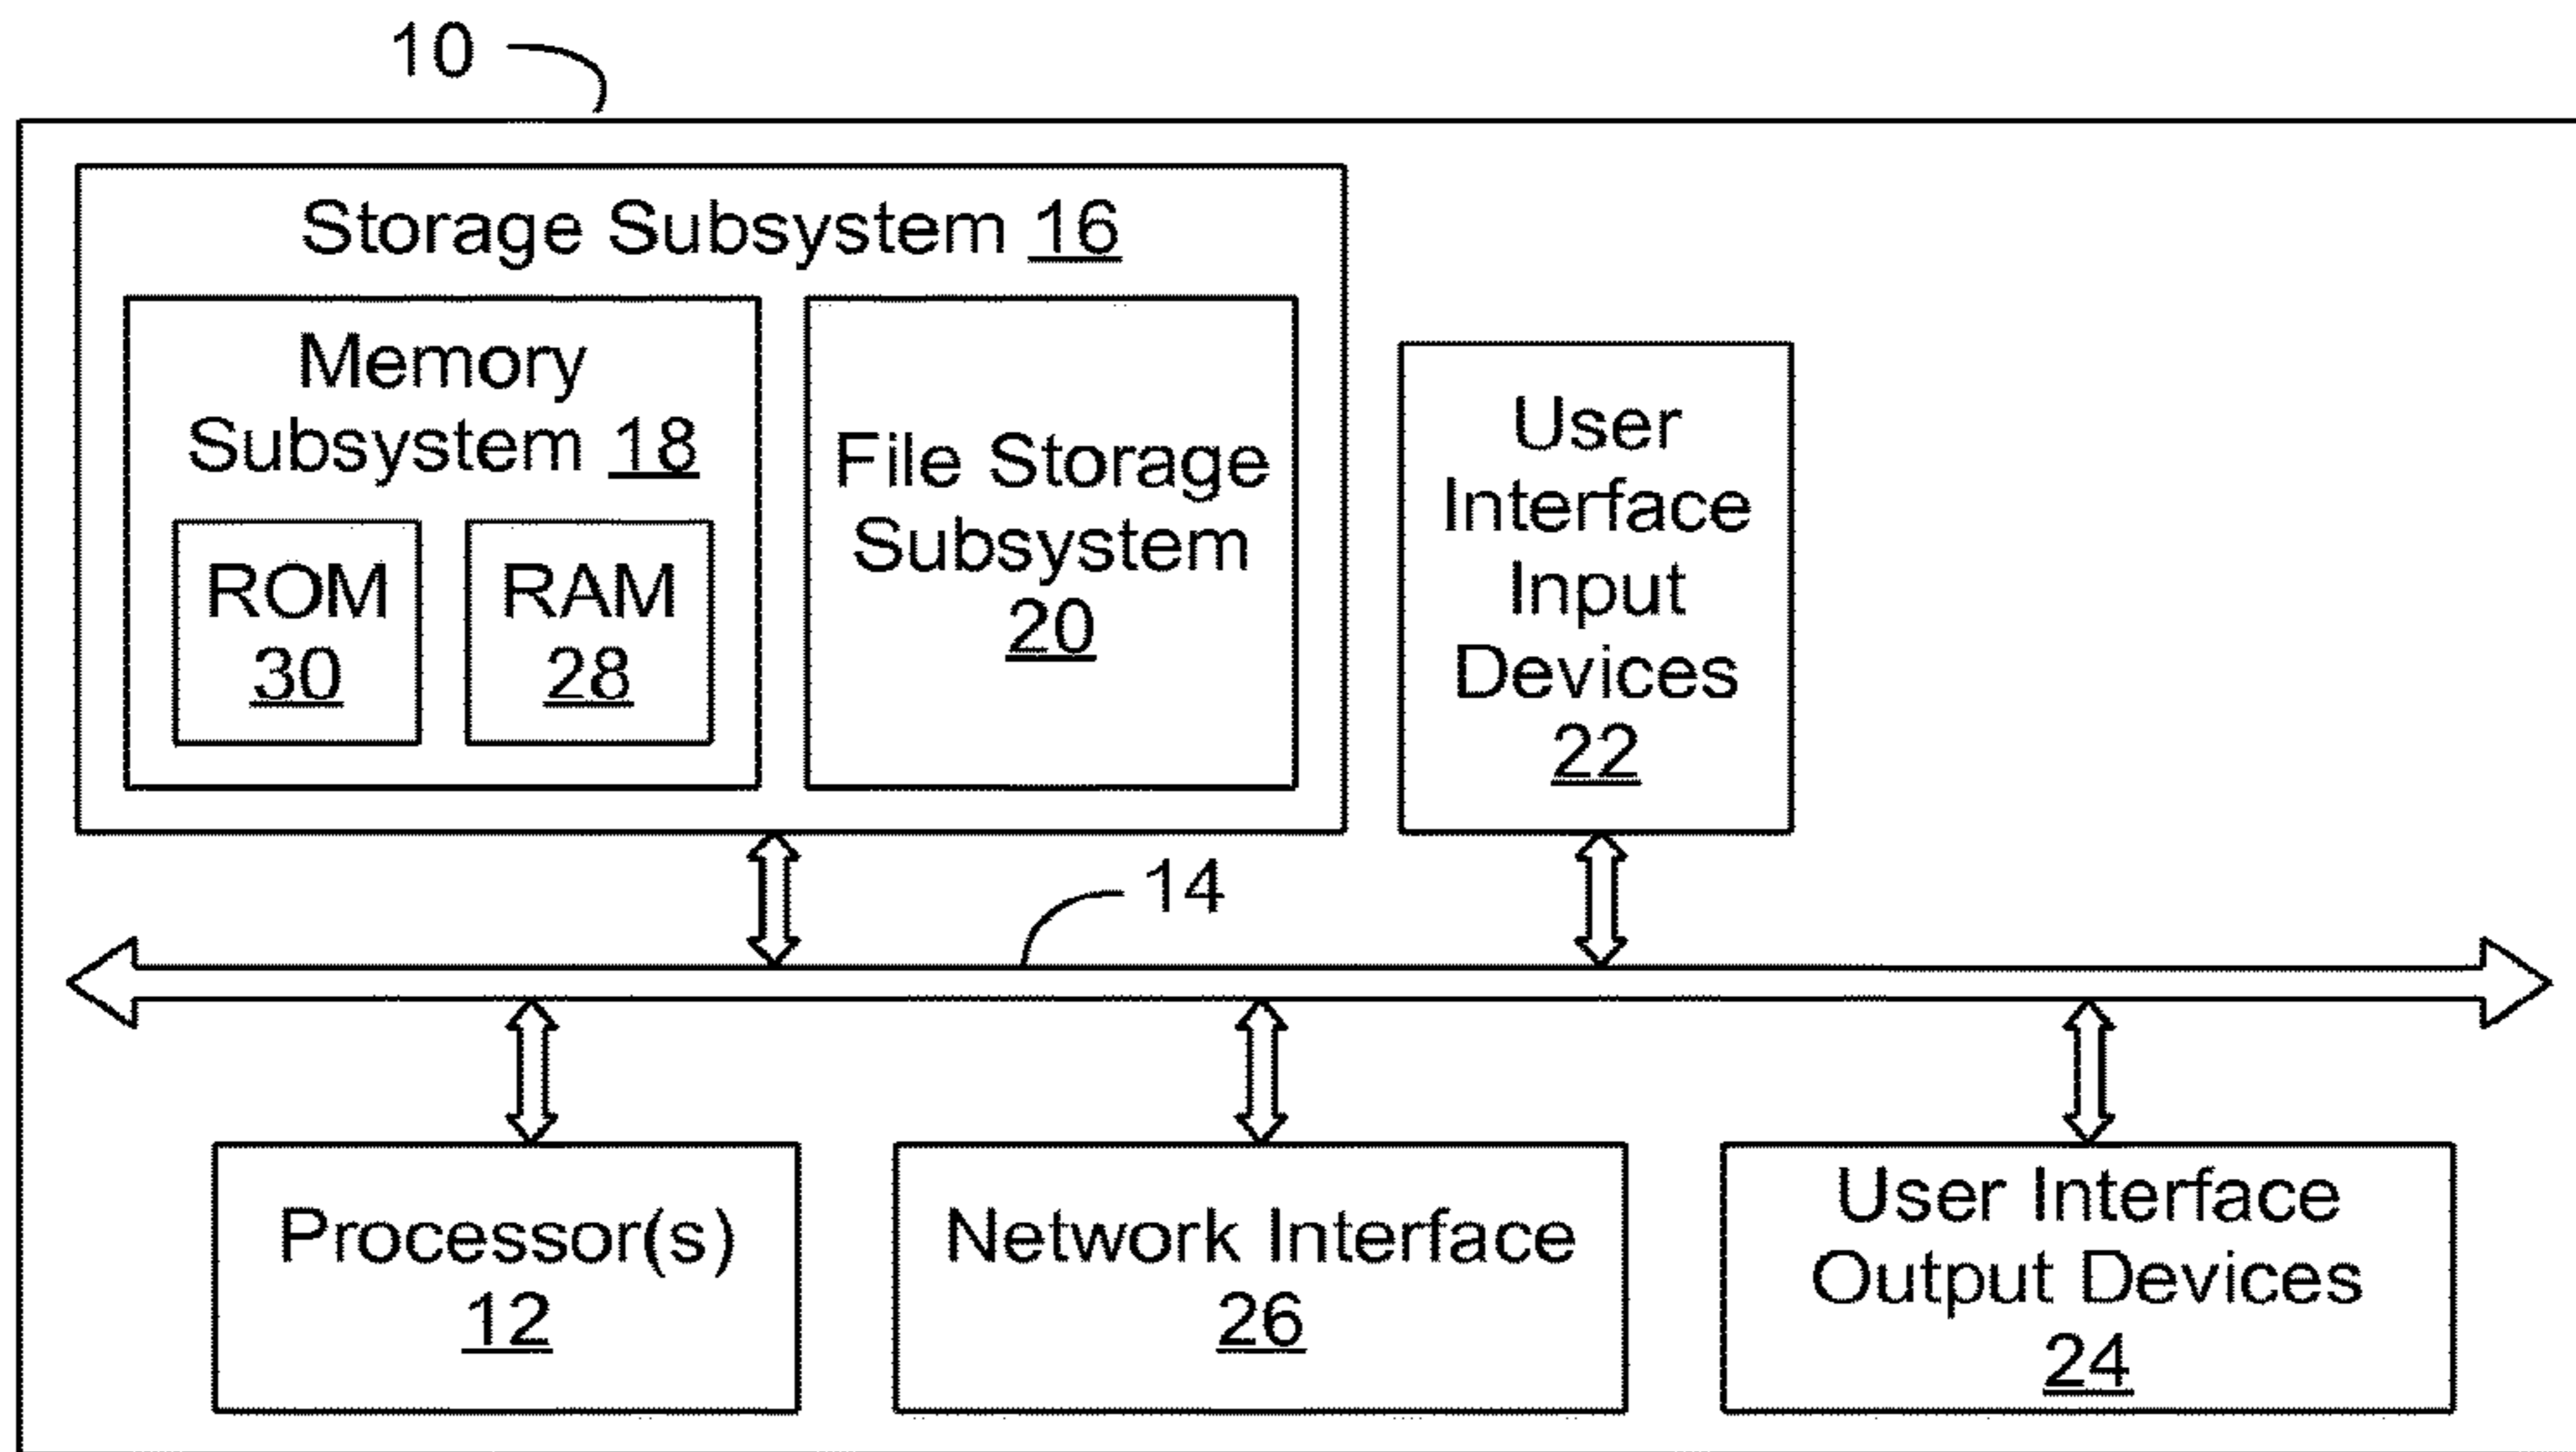 10
Storage Subsystem 16
Memory
Subsystem 18
ROM
30
RAM
28
File Storage
Subsystem
20
User
Interface
Input
Devices
22
14
Processor(s)
12
Network Interface
26
User Interface
Output Devices
24